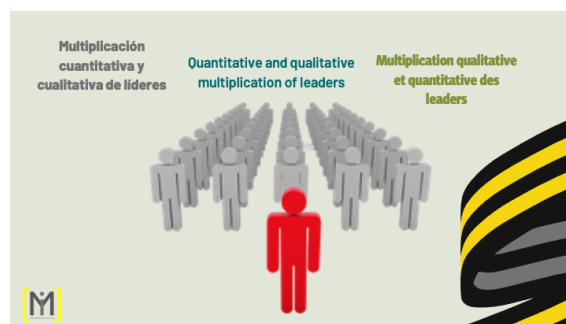 Multiplicación
cuantitativa y
cualitativa de líderes
Quantitative and qualitative
multiplication of leaders
Multiplication qualitative
et quantitative des
leaders